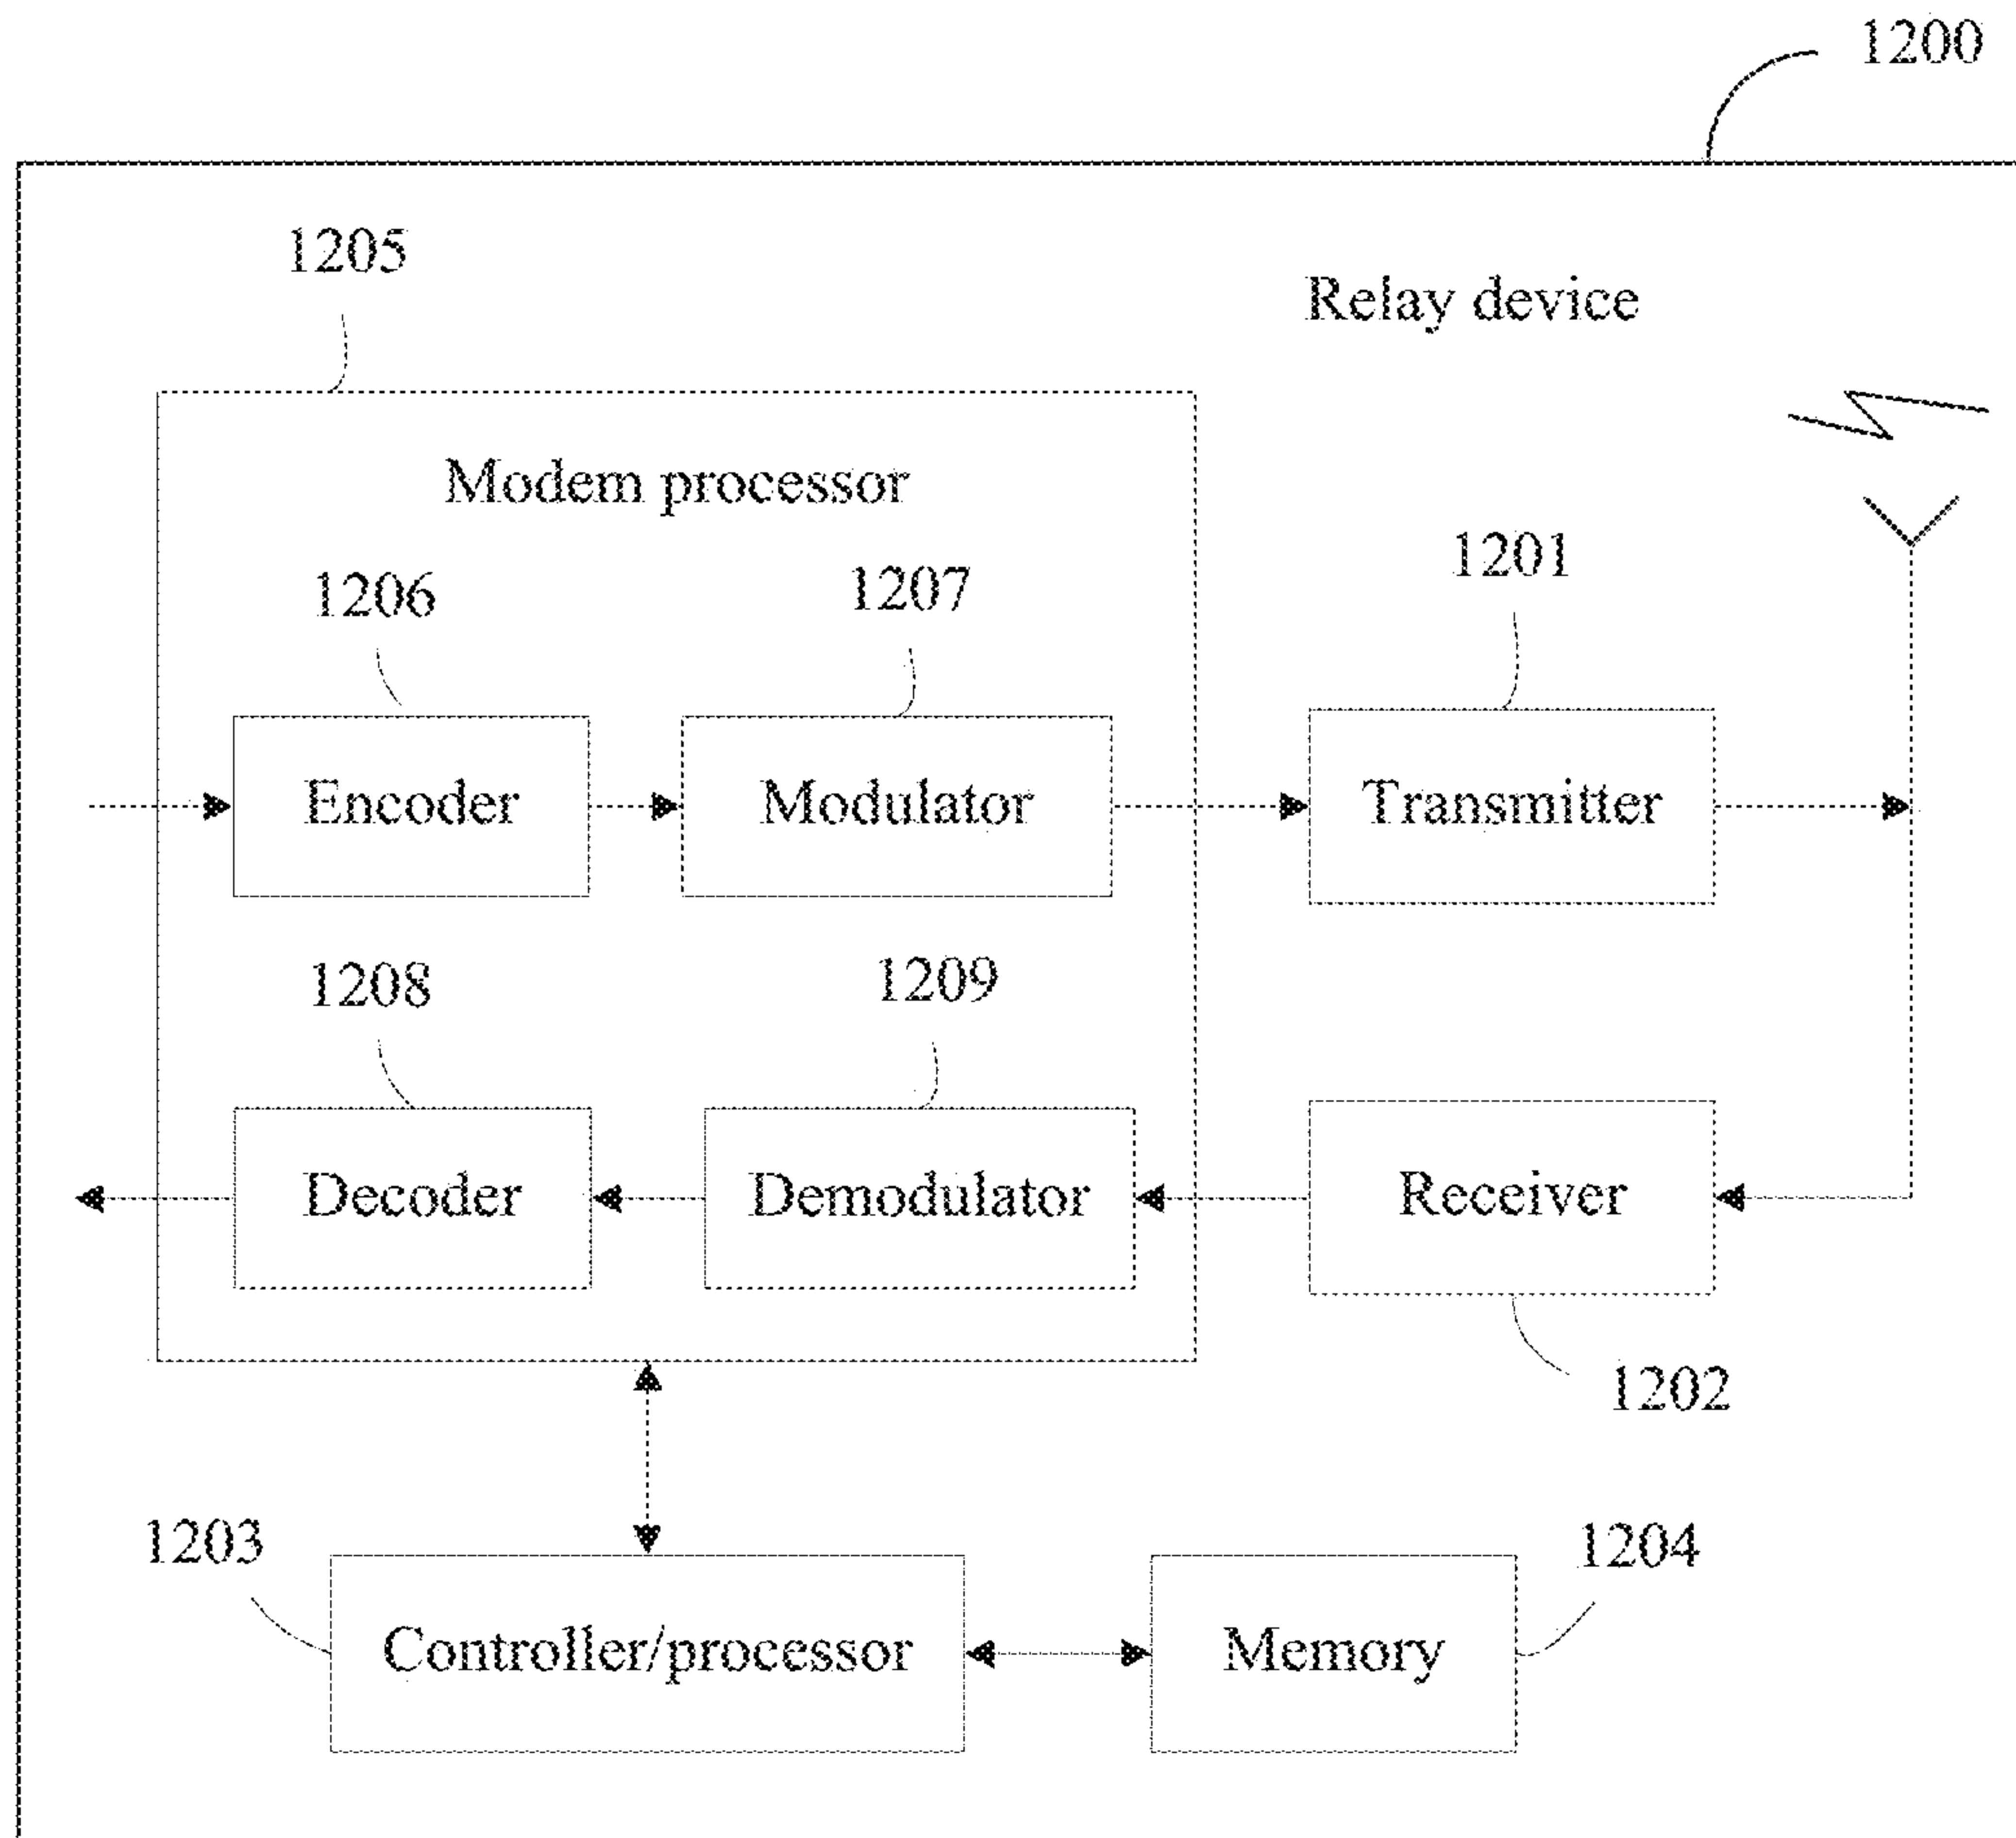 1200
1205
Relay device
Modem processor
1201
1206
1207
Encoder
Modulator
Transmitter
1208
1209
Decoder
Demodulator
Receiver
1202
1203
1204
Controller/processor
Memory